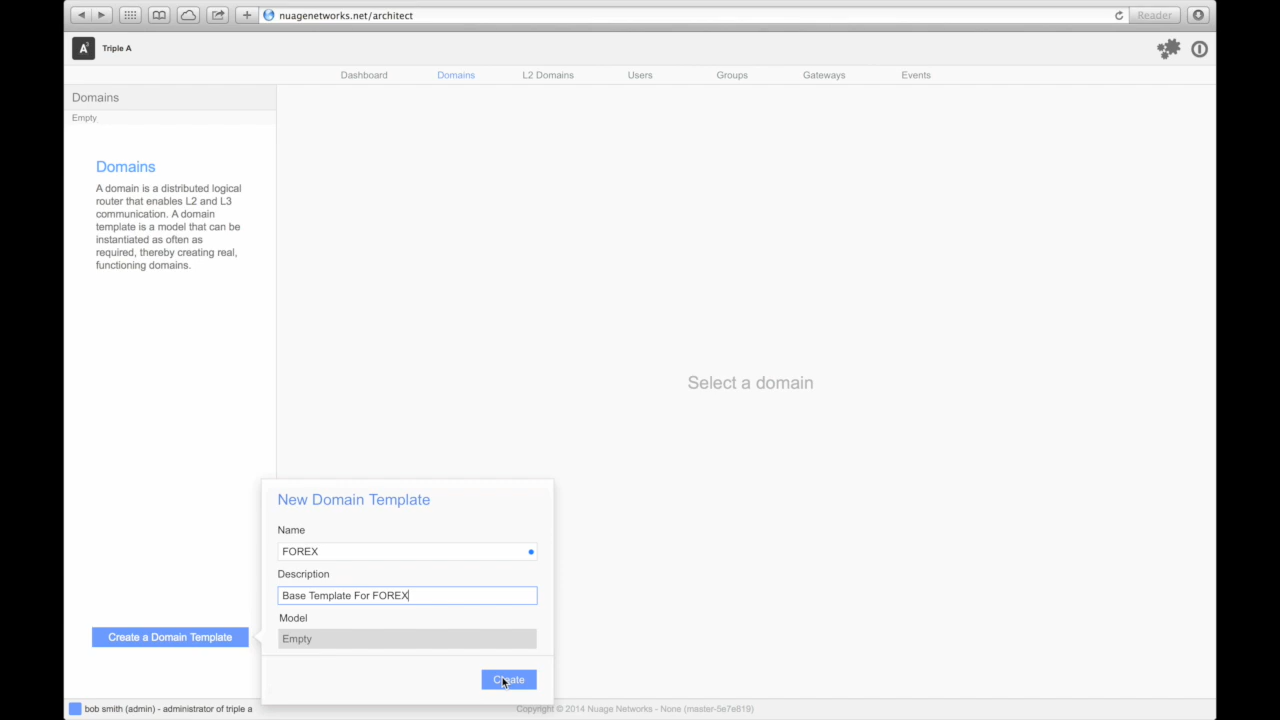 nuagenetworks.net/architect
Reader
A³
Triple A
Dashboard
Domains
L2 Domains
Users
Groups
Gateways
Events
Domains
Empty
Domains
A domain is a distributed logical
router that enables L2 and L3
communication. A domain
template is a model that can be
instantiated as often as
required, thereby creating real,
functioning domains.
Select a domain
New Domain Template
Name
FOREX
Description
Base Template For FOREX
Model
Empty
Create a Domain Template
Create
bob smith (admin) - administrator of triple a
Copyright © 2014 Nuage Networks - None (master-5e7e819)